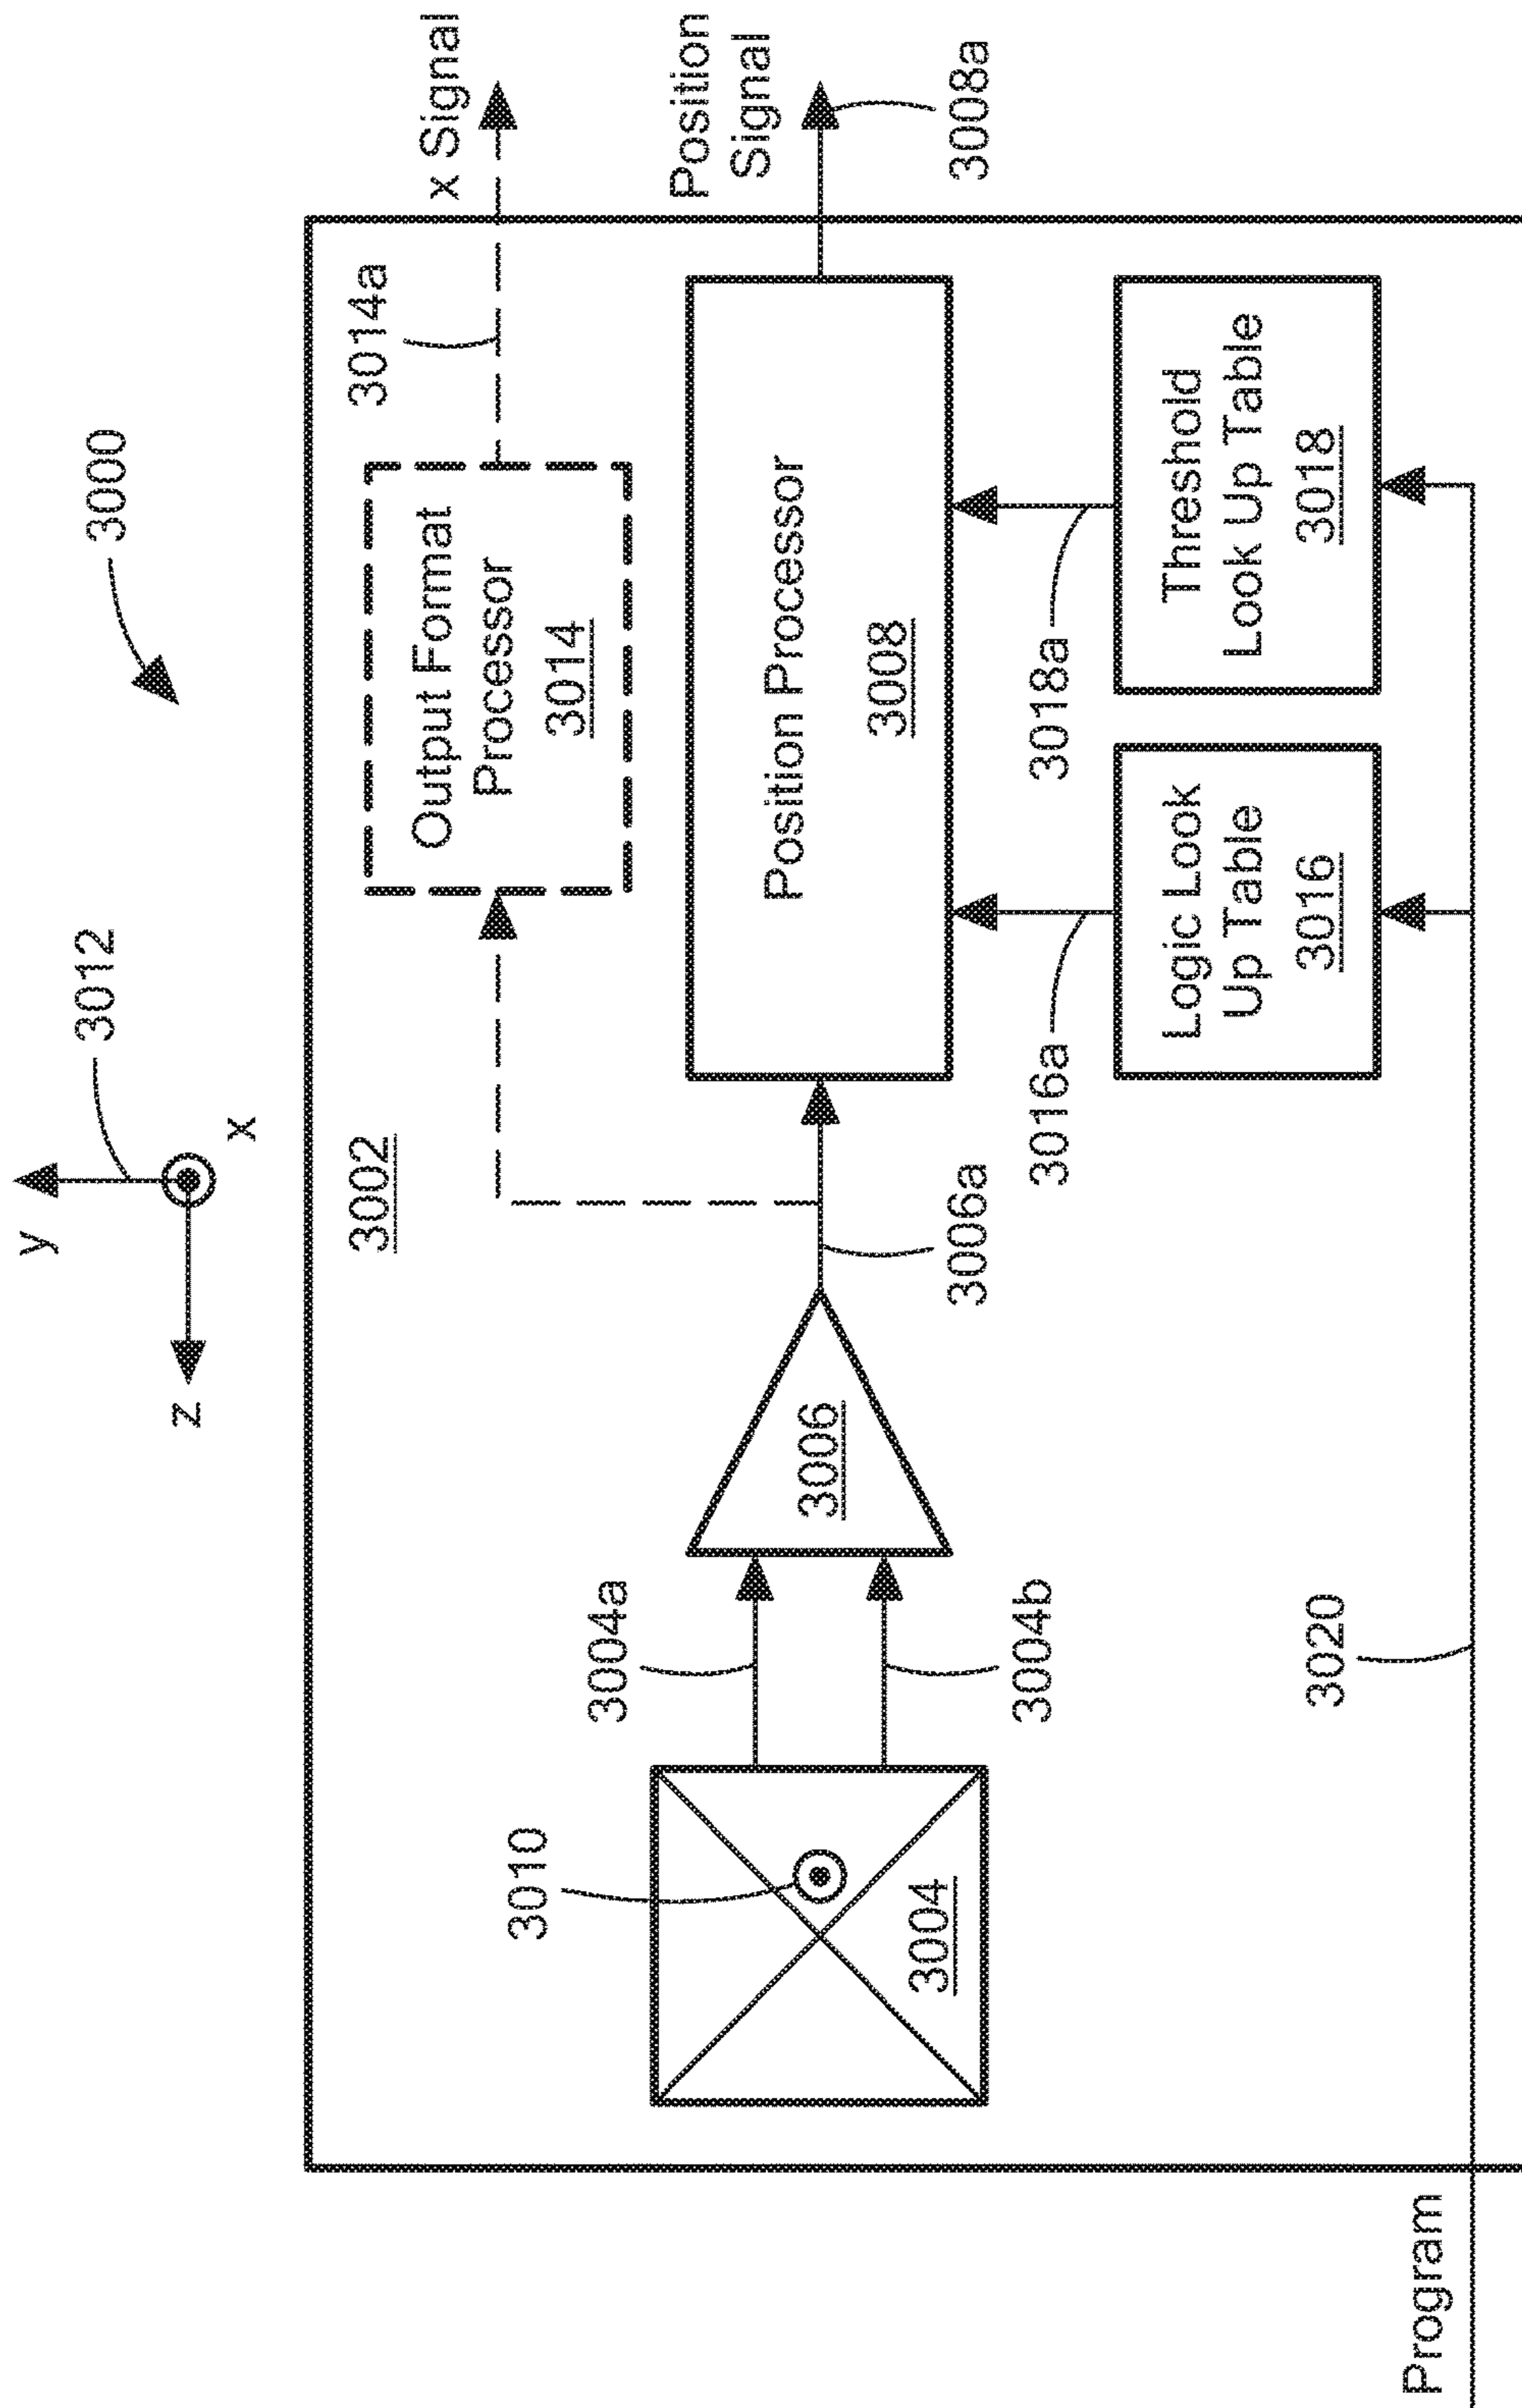 3000
y
3012
z
x
3002
x Signal
3014a
Output Format
Processor
3014
Position
Signal
3008a
Position Processor
3008
3010
3004
3004a
3004b
3006
3006a
3016a
3018a
Logic Look
Up Table
3016
Threshold
Look Up Table
3018
3020
Program